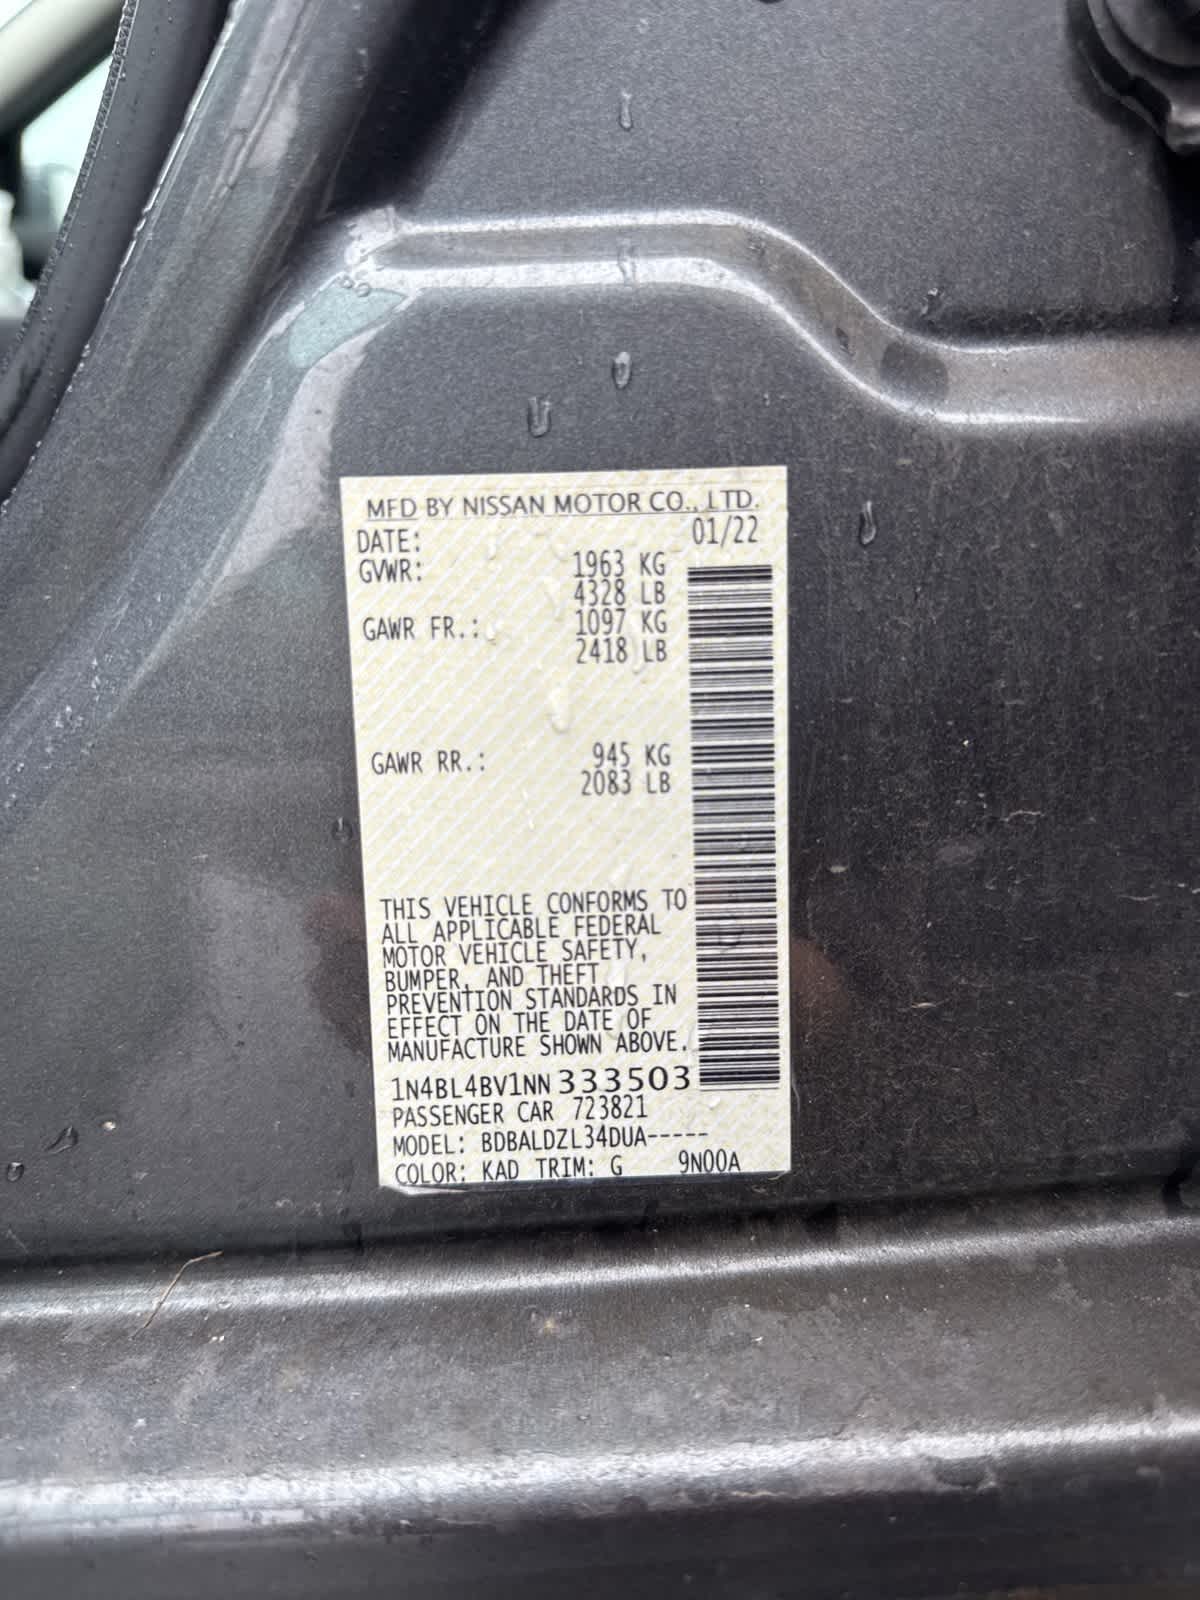 MFD BY NISSAN MOTOR CO., LTD.
DATE: 01/22
GVWR: 1963 KG
4328 LB
GAWR FR.: 1097 KG
2418 LB
GAWR RR.: 945 KG
2083 LB
THIS VEHICLE CONFORMS TO
ALL APPLICABLE FEDERAL
MOTOR VEHICLE SAFETY,
BUMPER, AND THEFT
PREVENTION STANDARDS IN
EFFECT ON THE DATE OF
MANUFACTURE SHOWN ABOVE.
1N4BL4BV1NN333503
PASSENGER CAR 723821
MODEL: BDBALDZL34DUA-----
COLOR: KAD TRIM: G 9N00A